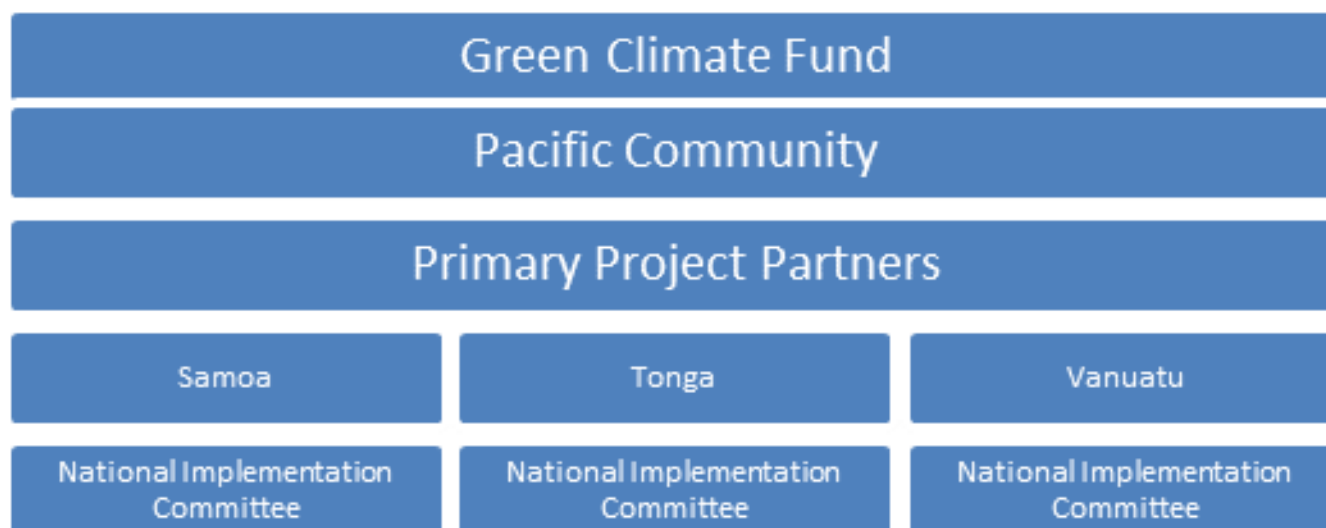 Green Climate Fund
Pacific Community
Primary Project Partners
Samoa
Tonga
Vanuatu
National Implementation
Committee
National Implementation
Committee
National Implementation
Committee